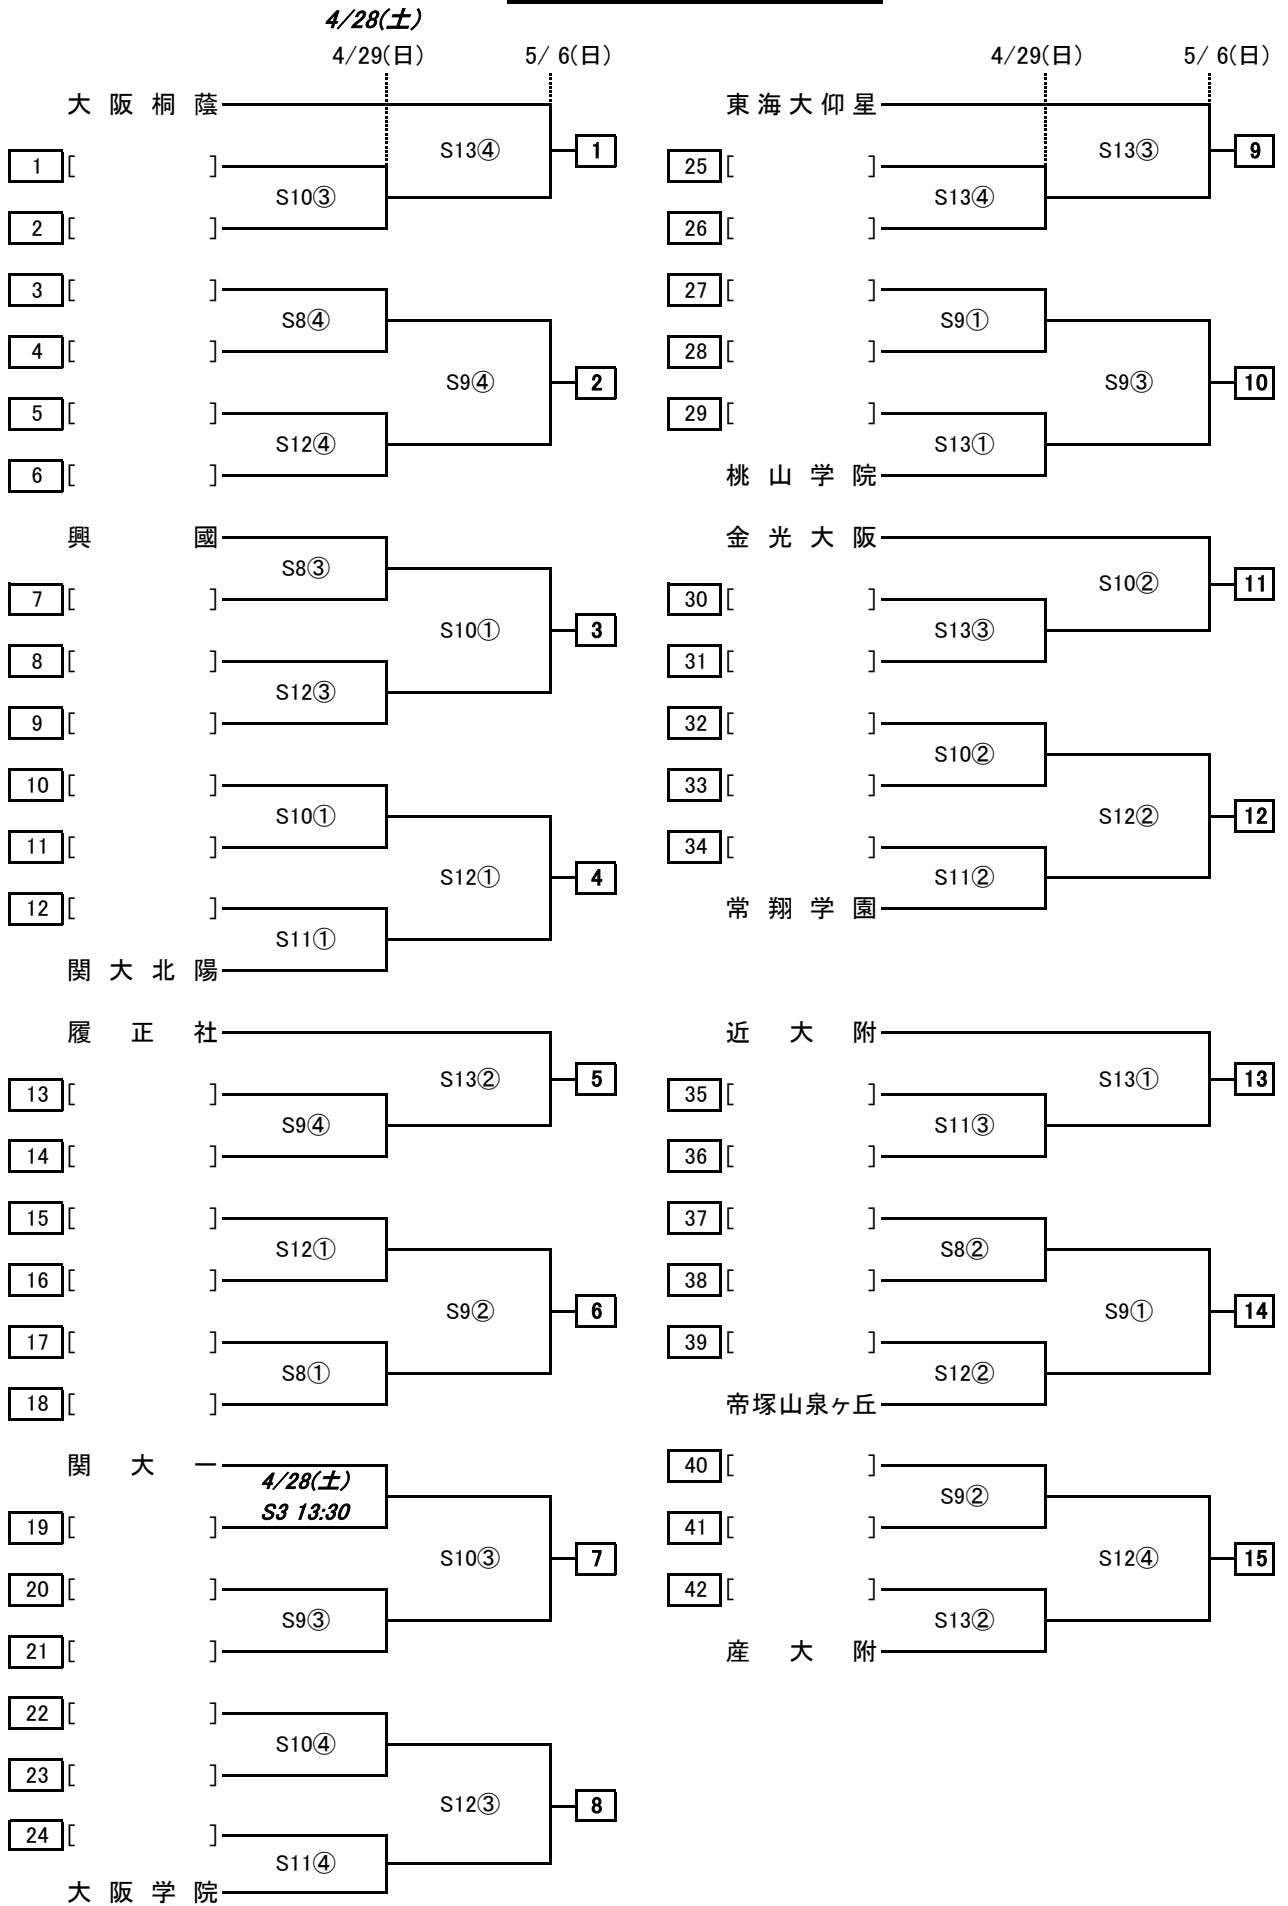 4/28(土)
4/29(日) 5/ 6(日)
大阪桐蔭
S13④ 1
1 [ ]
S10③
2 [ ]
3 [ ]
S8④
4 [ ]
S9④ 2
5 [ ]
S12④
6 [ ]
興國
S8③
7 [ ]
S10① 3
8 [ ]
S12③
9 [ ]
10 [ ]
S10①
11 [ ]
S12① 4
12 [ ]
S11①
関大北陽
履正社
S13② 5
13 [ ]
S9④
14 [ ]
15 [ ]
S12①
16 [ ]
S9② 6
17 [ ]
S8①
18 [ ]
関大一
4/28(土)
S3 13:30
19 [ ]
S10③ 7
20 [ ]
S9③
21 [ ]
22 [ ]
S10④
23 [ ]
S12③ 8
24 [ ]
S11④
大阪学院
4/29(日) 5/ 6(日)
東海大仰星
S13③ 9
25 [ ]
S13④
26 [ ]
27 [ ]
S9①
28 [ ]
S9③ 10
29 [ ]
S13①
桃山学院
金光大阪
S10② 11
30 [ ]
S13③
31 [ ]
32 [ ]
S10②
33 [ ]
S12② 12
34 [ ]
S11②
常翔学園
近大附
S13① 13
35 [ ]
S11③
36 [ ]
37 [ ]
S8②
38 [ ]
S9① 14
39 [ ]
S12②
帝塚山泉ヶ丘
40 [ ]
S9②
41 [ ]
S12④ 15
42 [ ]
S13②
産大附